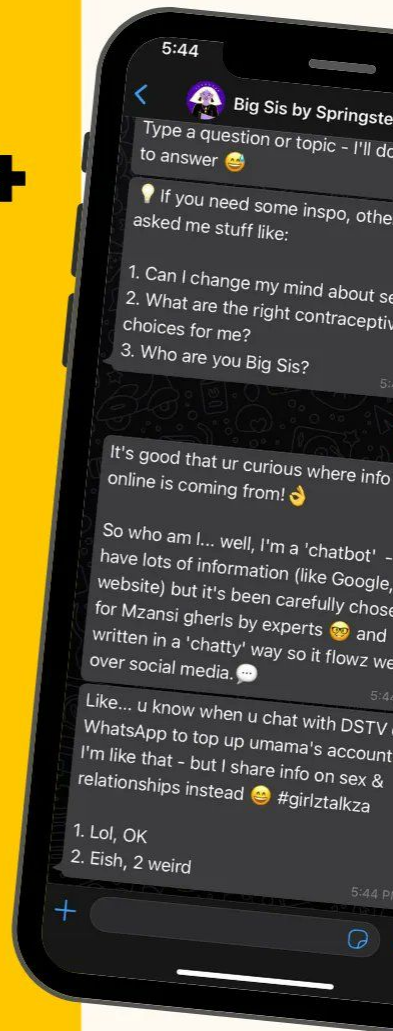 5:44
Big Sis by Springste
Type a question or topic - I'll do
to answer 😅
💡 If you need some inspo, othe
asked me stuff like:
1. Can I change my mind about se
2. What are the right contraceptiv
choices for me?
3. Who are you Big Sis?
5:4
It's good that ur curious where info
online is coming from! 👌
So who am I... well, I'm a 'chatbot' -
have lots of information (like Google,
website) but it's been carefully chose
for Mzansi gherls by experts 🤓 and
written in a 'chatty' way so it flowz we
over social media. 💬
5:44
Like... u know when u chat with DSTV
WhatsApp to top up umama's account
I'm like that - but I share info on sex &
relationships instead 😄 #girlztalkza
1. Lol, OK
2. Eish, 2 weird
5:44 PM